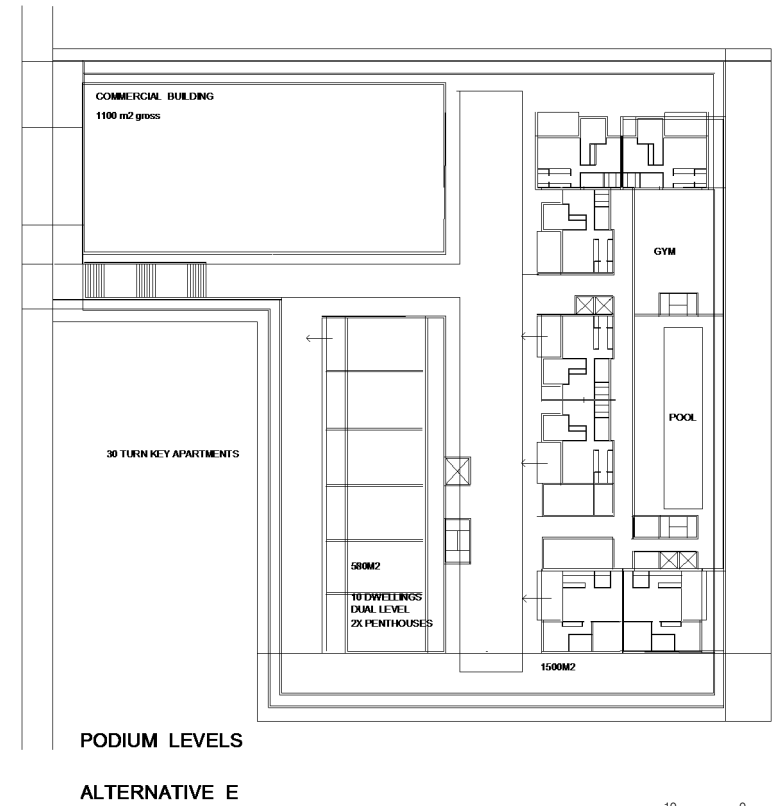 COMMERCIAL BUILDING
1100 m2 gross
GYM
POOL
30 TURN KEY APARTMENTS
580M2
10 DWELLINGS
DUAL LEVEL
2X PENTHOUSES
1500M2
PODIUM LEVELS
ALTERNATIVE E